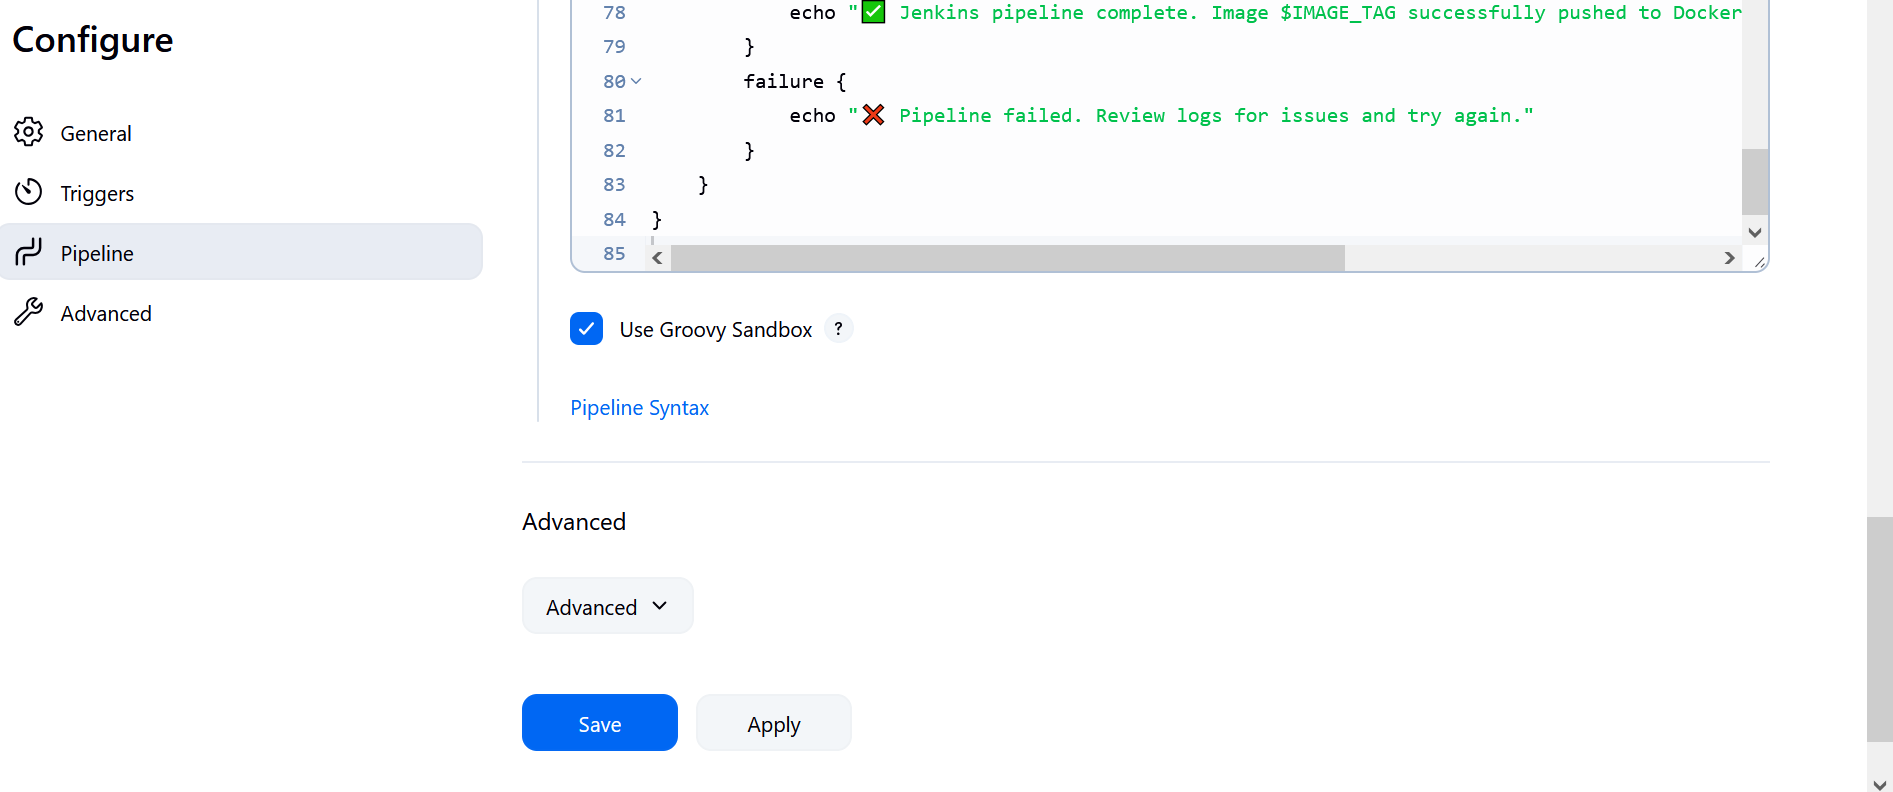 Configure
General
Triggers
Pipeline
Advanced
78 echo "✅ Jenkins pipeline complete. Image $IMAGE_TAG successfully pushed to Docker
79 }
80 failure {
81 echo "❌ Pipeline failed. Review logs for issues and try again."
82 }
83 }
84 }
85
Use Groovy Sandbox ?
Pipeline Syntax
Advanced
Advanced
Save Apply